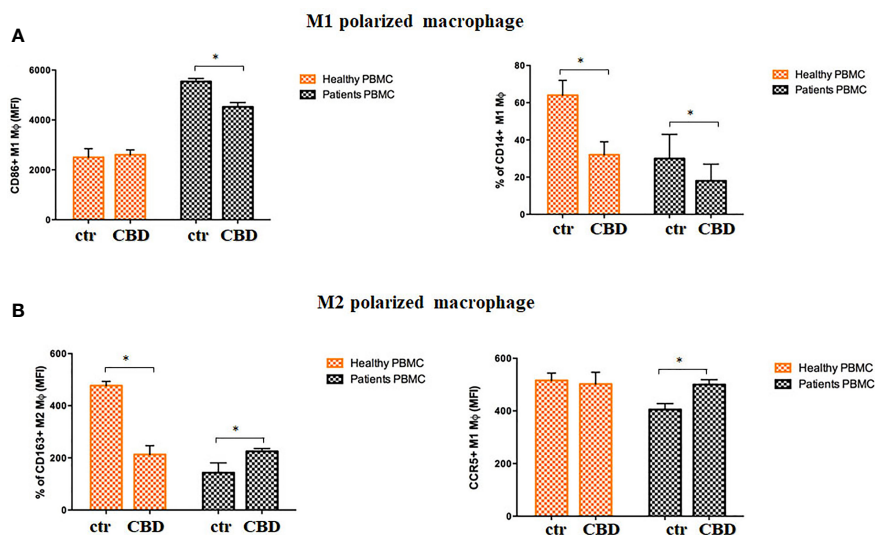 M1 polarized macrophage
A
CD86+ M1 Mϕ (MFI)
6000
4000
2000
0
*
ctr CBD ctr CBD
Healthy PBMC
Patients PBMC
% of CD14+ M1 Mϕ
80
60
40
20
0
*
*
ctr CBD ctr CBD
Healthy PBMC
Patients PBMC
M2 polarized macrophage
B
% of CD163+ M2 Mϕ (MFI)
600
400
200
0
*
*
ctr CBD ctr CBD
Healthy PBMC
Patients PBMC
CCR5+ M1 Mϕ (MFI)
600
400
200
0
*
ctr CBD ctr CBD
Healthy PBMC
Patients PBMC